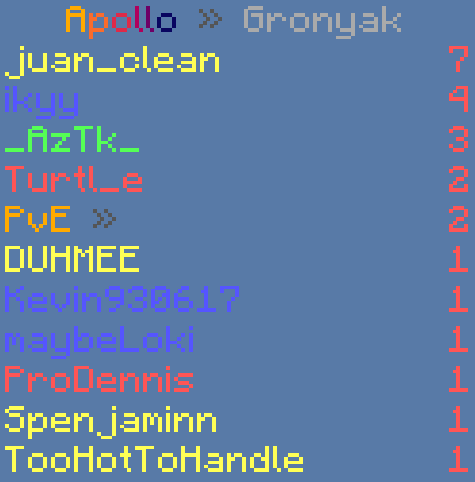 Apollo » Gronyak
juan_clean 7
ikyy 4
_AzTk_ 3
Turtl_e 2
PvE » 2
DUHMEE 1
Kevin930617 1
maybeLoki 1
ProDennis 1
Spenjaminn 1
TooHotToHandle 1